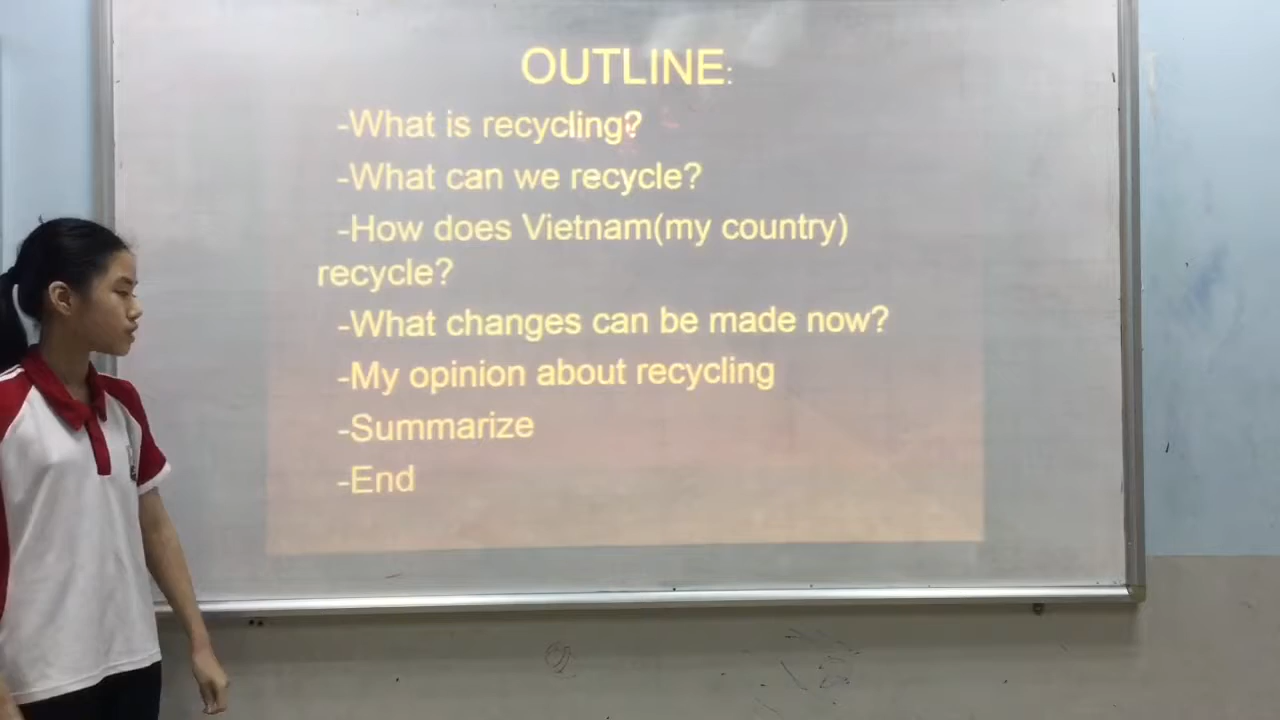 OUTLINE:
-What is recycling?
-What can we recycle?
-How does Vietnam(my country)
recycle?
-What changes can be made now?
-My opinion about recycling
-Summarize
-End